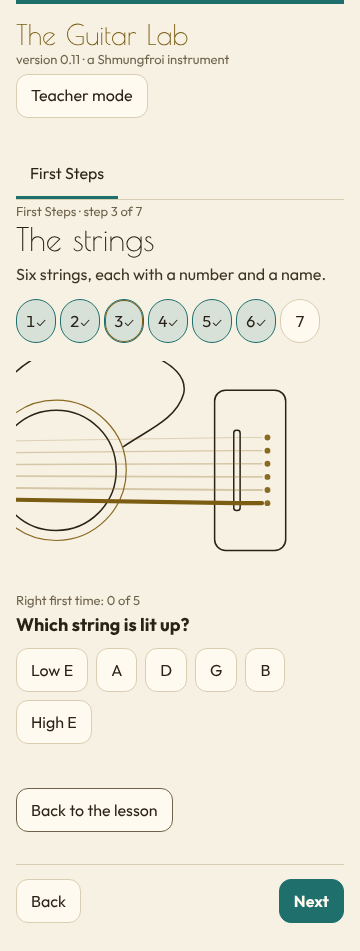 The Guitar Lab
version 0.11 · a Shmungfroi instrument
Teacher mode
First Steps
First Steps · step 3 of 7
The strings
Six strings, each with a number and a name.
1✓ 2✓ 3✓ 4✓ 5✓ 6✓ 7
Right first time: 0 of 5
Which string is lit up?
Low E A D G B
High E
Back to the lesson
Back Next